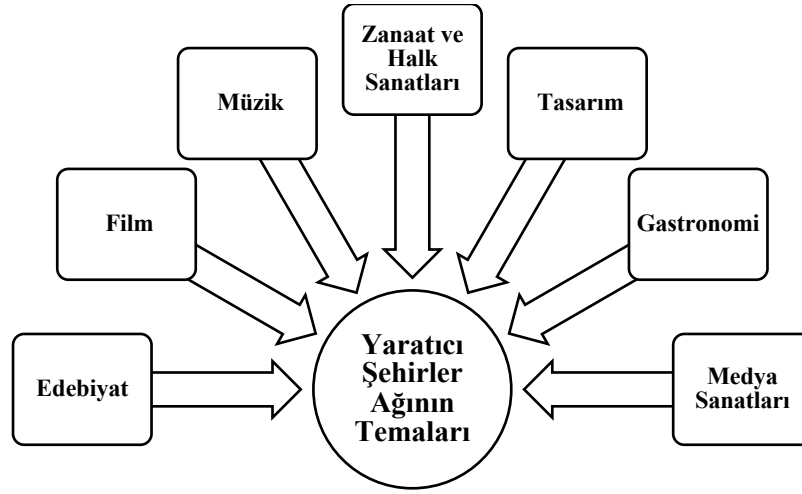 Zanaat ve
Halk
Sanatları
Müzik
Tasarım
Film
Gastronomi
Edebiyat
Yaratıcı
Şehirler
Ağının
Temaları
Medya
Sanatları